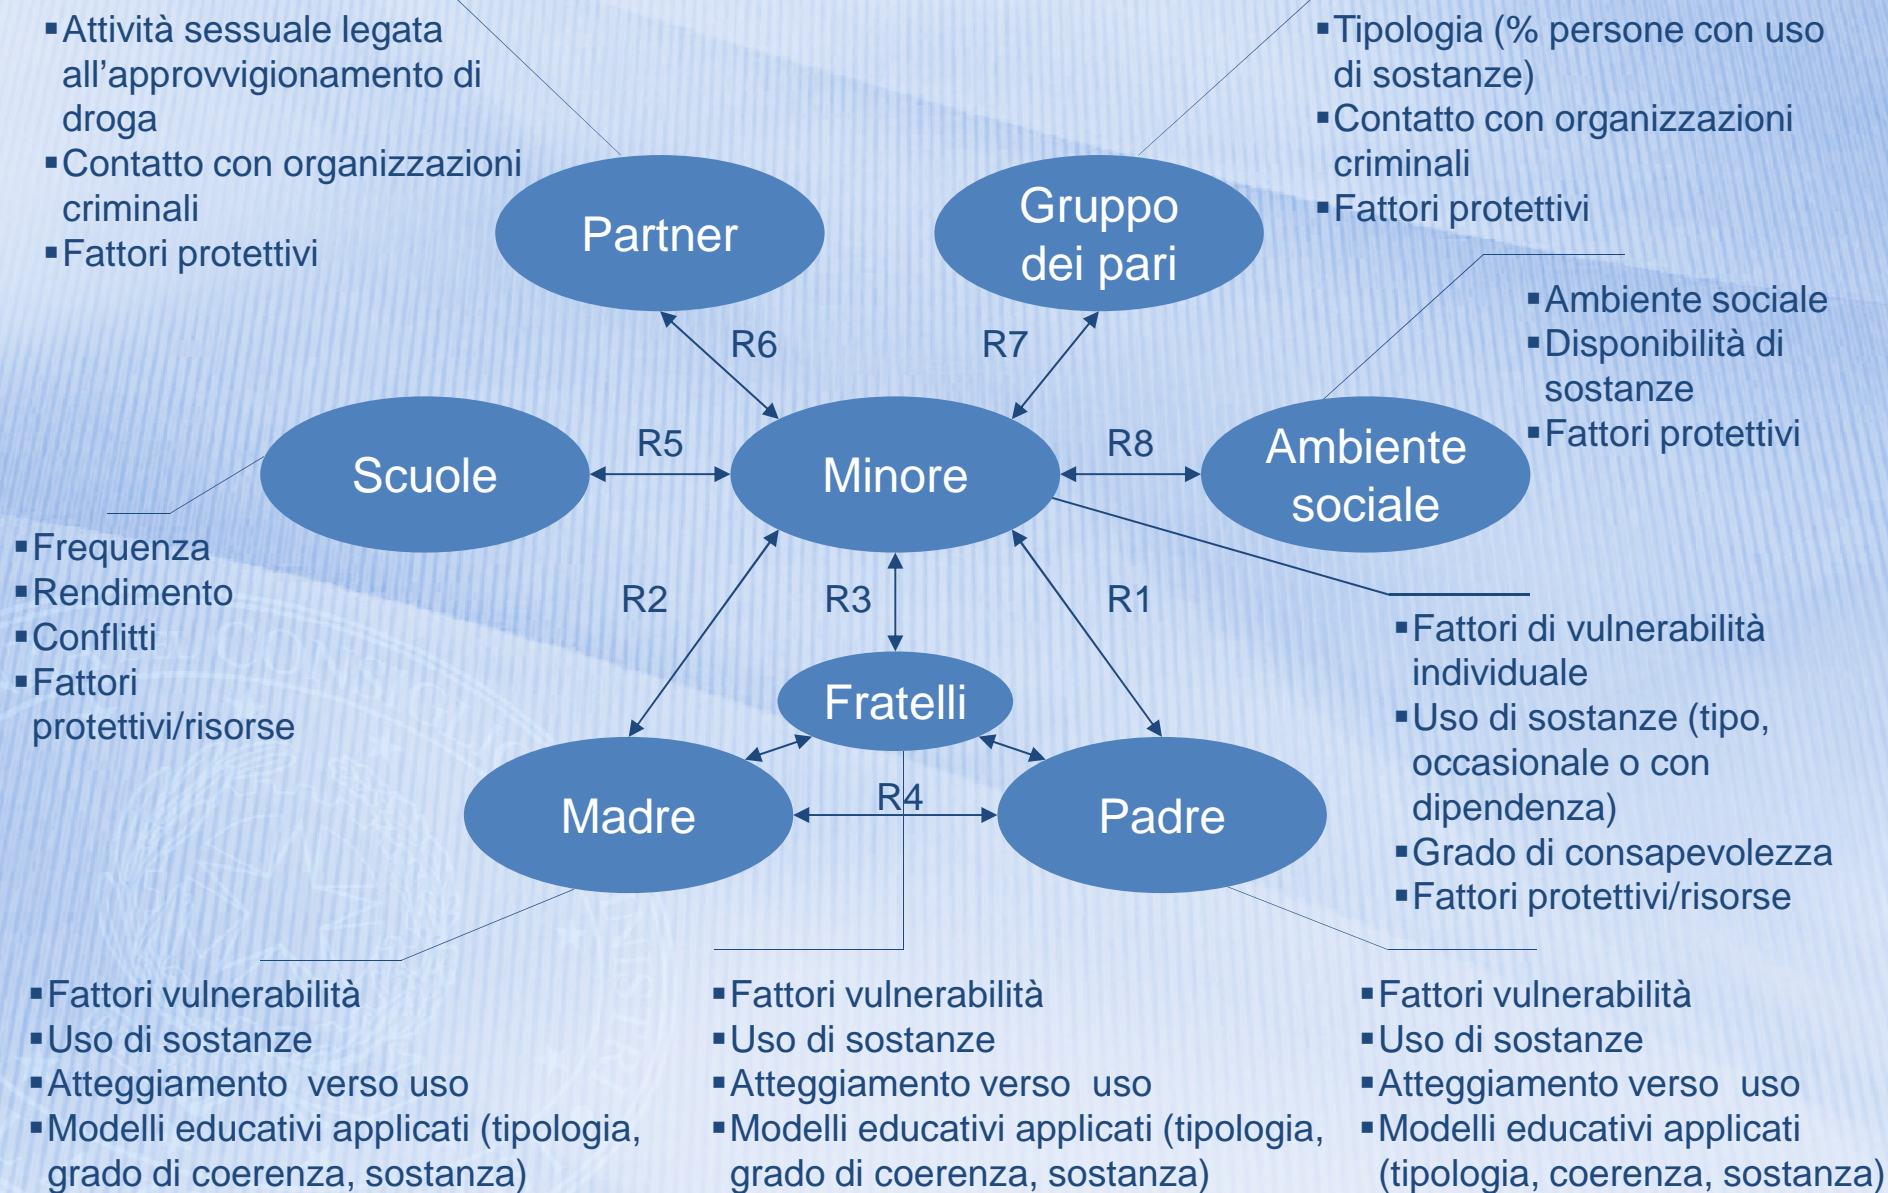 ▪Attività sessuale legata
all'approvvigionamento di
droga
▪Contatto con organizzazioni
criminali
▪Fattori protettivi
▪Tipologia (% persone con uso
di sostanze)
▪Contatto con organizzazioni
criminali
▪Fattori protettivi
Partner
Gruppo
dei pari
▪Ambiente sociale
▪Disponibilità di
sostanze
▪Fattori protettivi
R6
R7
Scuole
R5
Minore
R8
Ambiente
sociale
▪Frequenza
▪Rendimento
▪Conflitti
▪Fattori
protettivi/risorse
R2
R3
R1
▪Fattori di vulnerabilità
individuale
▪Uso di sostanze (tipo,
occasionale o con
dipendenza)
▪Grado di consapevolezza
▪Fattori protettivi/risorse
Fratelli
Madre
R4
Padre
▪Fattori vulnerabilità
▪Uso di sostanze
▪Atteggiamento  verso uso
▪Modelli educativi applicati (tipologia,
grado di coerenza, sostanza)
▪Fattori vulnerabilità
▪Uso di sostanze
▪Atteggiamento verso  uso
▪Modelli educativi applicati (tipologia,
grado di coerenza, sostanza)
▪Fattori vulnerabilità
▪Uso di sostanze
▪Atteggiamento verso  uso
▪Modelli educativi applicati
(tipologia, coerenza, sostanza)